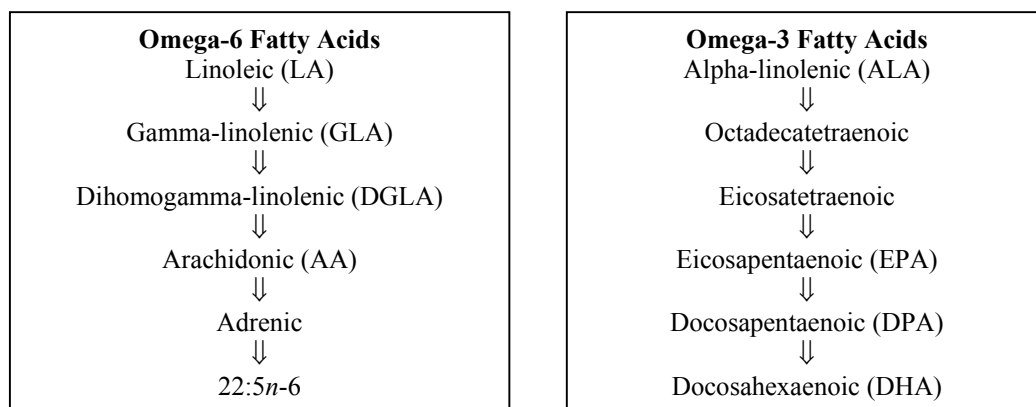 Omega-6 Fatty Acids
Linoleic (LA)
⇓
Gamma-linolenic (GLA)
⇓
Dihomogamma-linolenic (DGLA)
⇓
Arachidonic (AA)
⇓
Adrenic
⇓
22:5n-6
Omega-3 Fatty Acids
Alpha-linolenic (ALA)
⇓
Octadecatetraenoic
⇓
Eicosatetraenoic
⇓
Eicosapentaenoic (EPA)
⇓
Docosapentaenoic (DPA)
⇓
Docosahexaenoic (DHA)